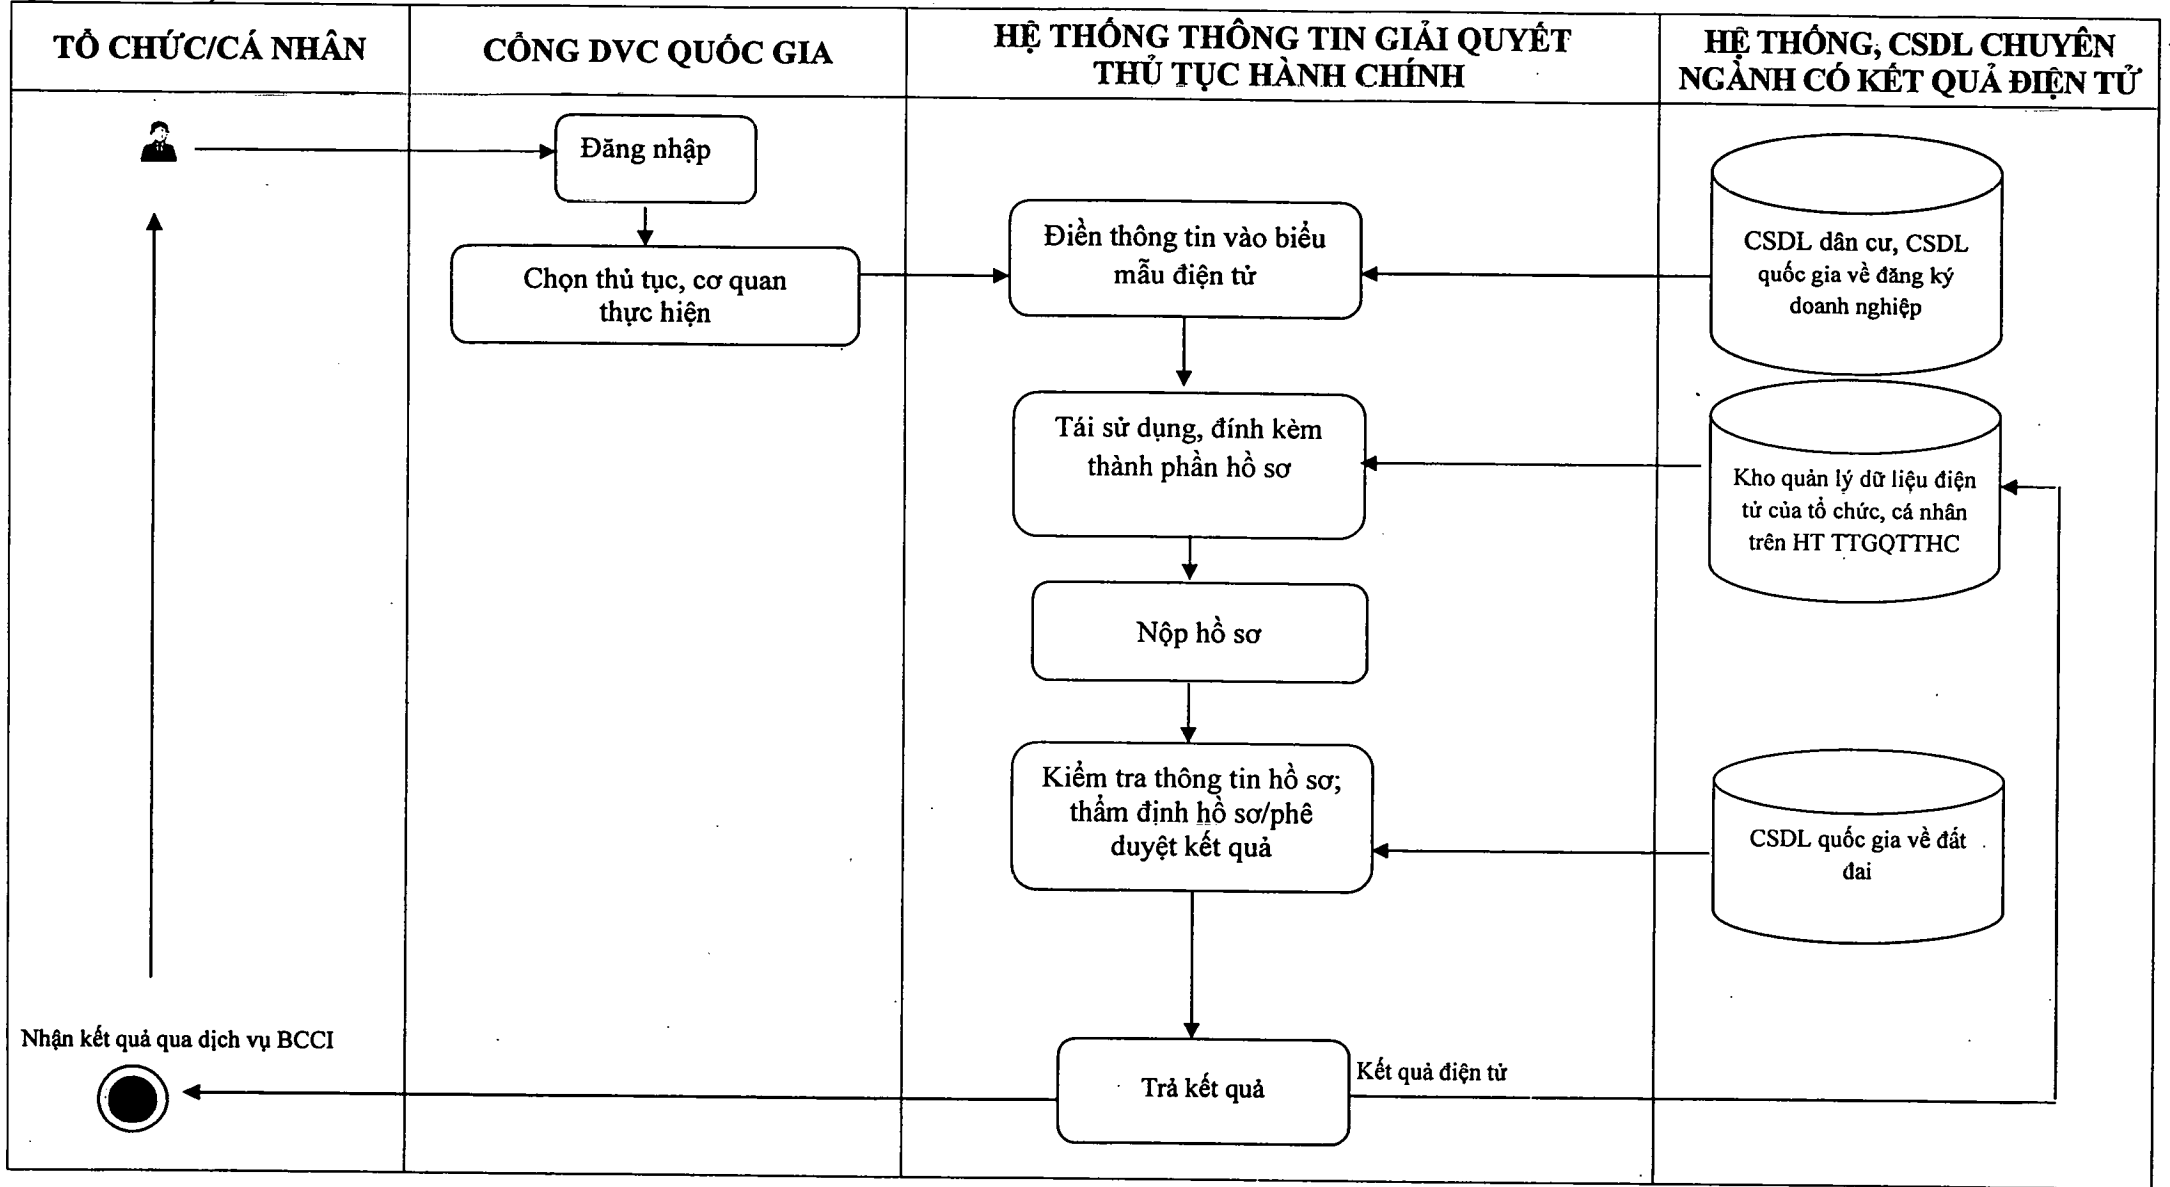 TỔ CHỨC/CÁ NHÂN
CỔNG DVC QUỐC GIA
HỆ THỐNG THÔNG TIN GIẢI QUYẾT
THỦ TỤC HÀNH CHÍNH
HỆ THỐNG, CSDL CHUYÊN
NGÀNH CÓ KẾT QUẢ ĐIỆN TỬ
Đăng nhập
Chọn thủ tục, cơ quan
thực hiện
Điền thông tin vào biểu
mẫu điện tử
CSDL dân cư, CSDL
quốc gia về đăng ký
doanh nghiệp
Tái sử dụng, đính kèm
thành phần hồ sơ
Kho quản lý dữ liệu điện
tử của tổ chức, cá nhân
trên HT TTGQTTHC
Nộp hồ sơ
Kiểm tra thông tin hồ sơ;
thẩm định hồ sơ/phê
duyệt kết quả
CSDL quốc gia về đất
đai
Nhận kết quả qua dịch vụ BCCI
Trả kết quả
Kết quả điện tử